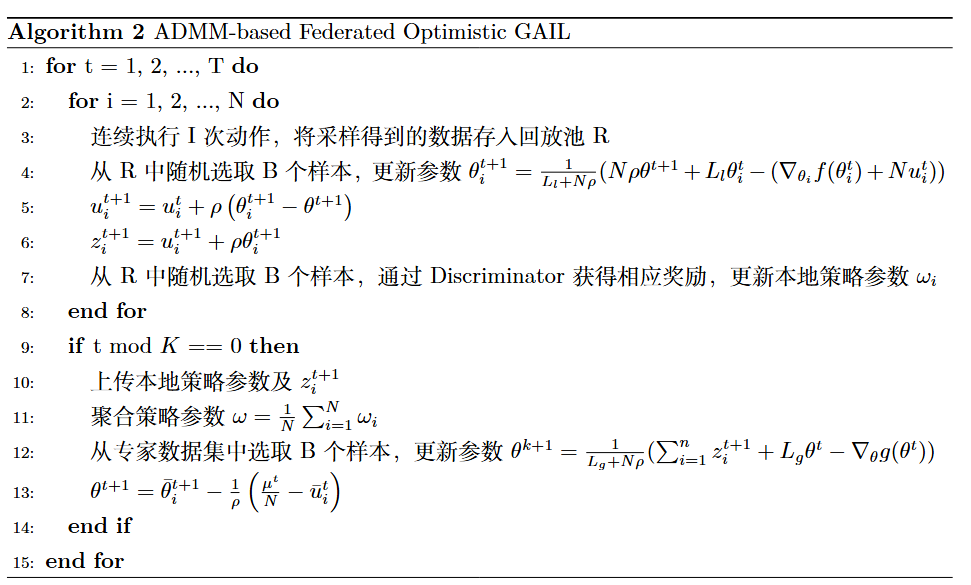 Algorithm 2 ADMM-based Federated Optimistic GAIL
1: for t = 1, 2, ..., T do
2: for i = 1, 2, ..., N do
3: 连续执行 I 次动作，将采样得到的数据存入回放池 R
4: 从 R 中随机选取 B 个样本，更新参数 $\theta_i^{t+1} = \frac{1}{L_l+N\rho}(N\rho\theta^{t+1} + L_l\theta_i^t - (\nabla_{\theta_i} f(\theta_i^t) + Nu_i^t))$
5: $u_i^{t+1} = u_i^t + \rho\left(\theta_i^{t+1} - \theta^{t+1}\right)$
6: $z_i^{t+1} = u_i^{t+1} + \rho\theta_i^{t+1}$
7: 从 R 中随机选取 B 个样本，通过 Discriminator 获得相应奖励，更新本地策略参数 $\omega_i$
8: end for
9: if t mod $K$ == 0 then
10: 上传本地策略参数及 $z_i^{t+1}$
11: 聚合策略参数 $\omega = \frac{1}{N}\sum_{i=1}^{N}\omega_i$
12: 从专家数据集中选取 B 个样本，更新参数 $\theta^{k+1} = \frac{1}{L_g+N\rho}(\sum_{i=1}^{n} z_i^{t+1} + L_g\theta^t - \nabla_\theta g(\theta^t))$
13: $\theta^{t+1} = \bar{\theta}_i^{t+1} - \frac{1}{\rho}\left(\frac{\mu^t}{N} - \bar{u}_i^t\right)$
14: end if
15: end for